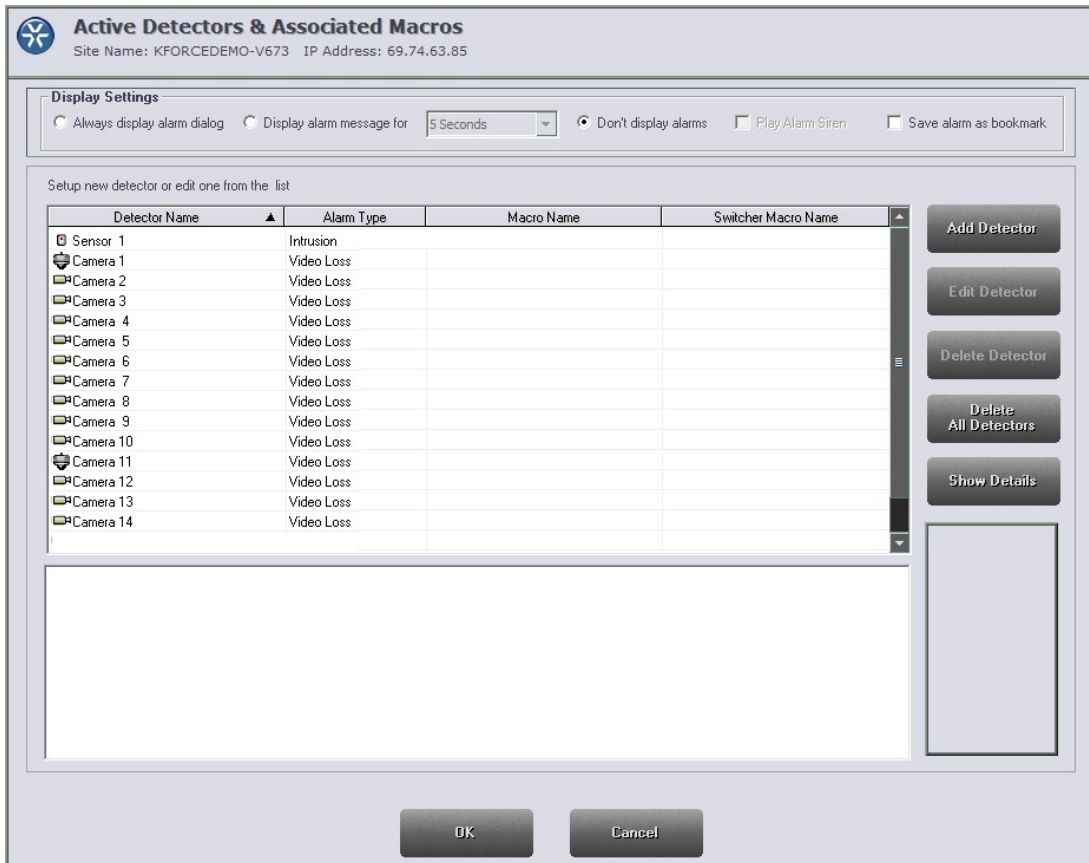 Active Detectors & Associated Macros
Site Name: KFORCEDEMO-V673 IP Address: 69.74.63.85
Display Settings
Always display alarm dialog Display alarm message for 5 Seconds Don't display alarms Play Alarm Siren Save alarm as bookmark
Setup new detector or edit one from the list
Detector Name Alarm Type Macro Name Switcher Macro Name
Sensor 1 Intrusion
Camera 1 Video Loss
Camera 2 Video Loss
Camera 3 Video Loss
Camera 4 Video Loss
Camera 5 Video Loss
Camera 6 Video Loss
Camera 7 Video Loss
Camera 8 Video Loss
Camera 9 Video Loss
Camera 10 Video Loss
Camera 11 Video Loss
Camera 12 Video Loss
Camera 13 Video Loss
Camera 14 Video Loss
Add Detector
Edit Detector
Delete Detector
Delete
All Detectors
Show Details
OK Cancel